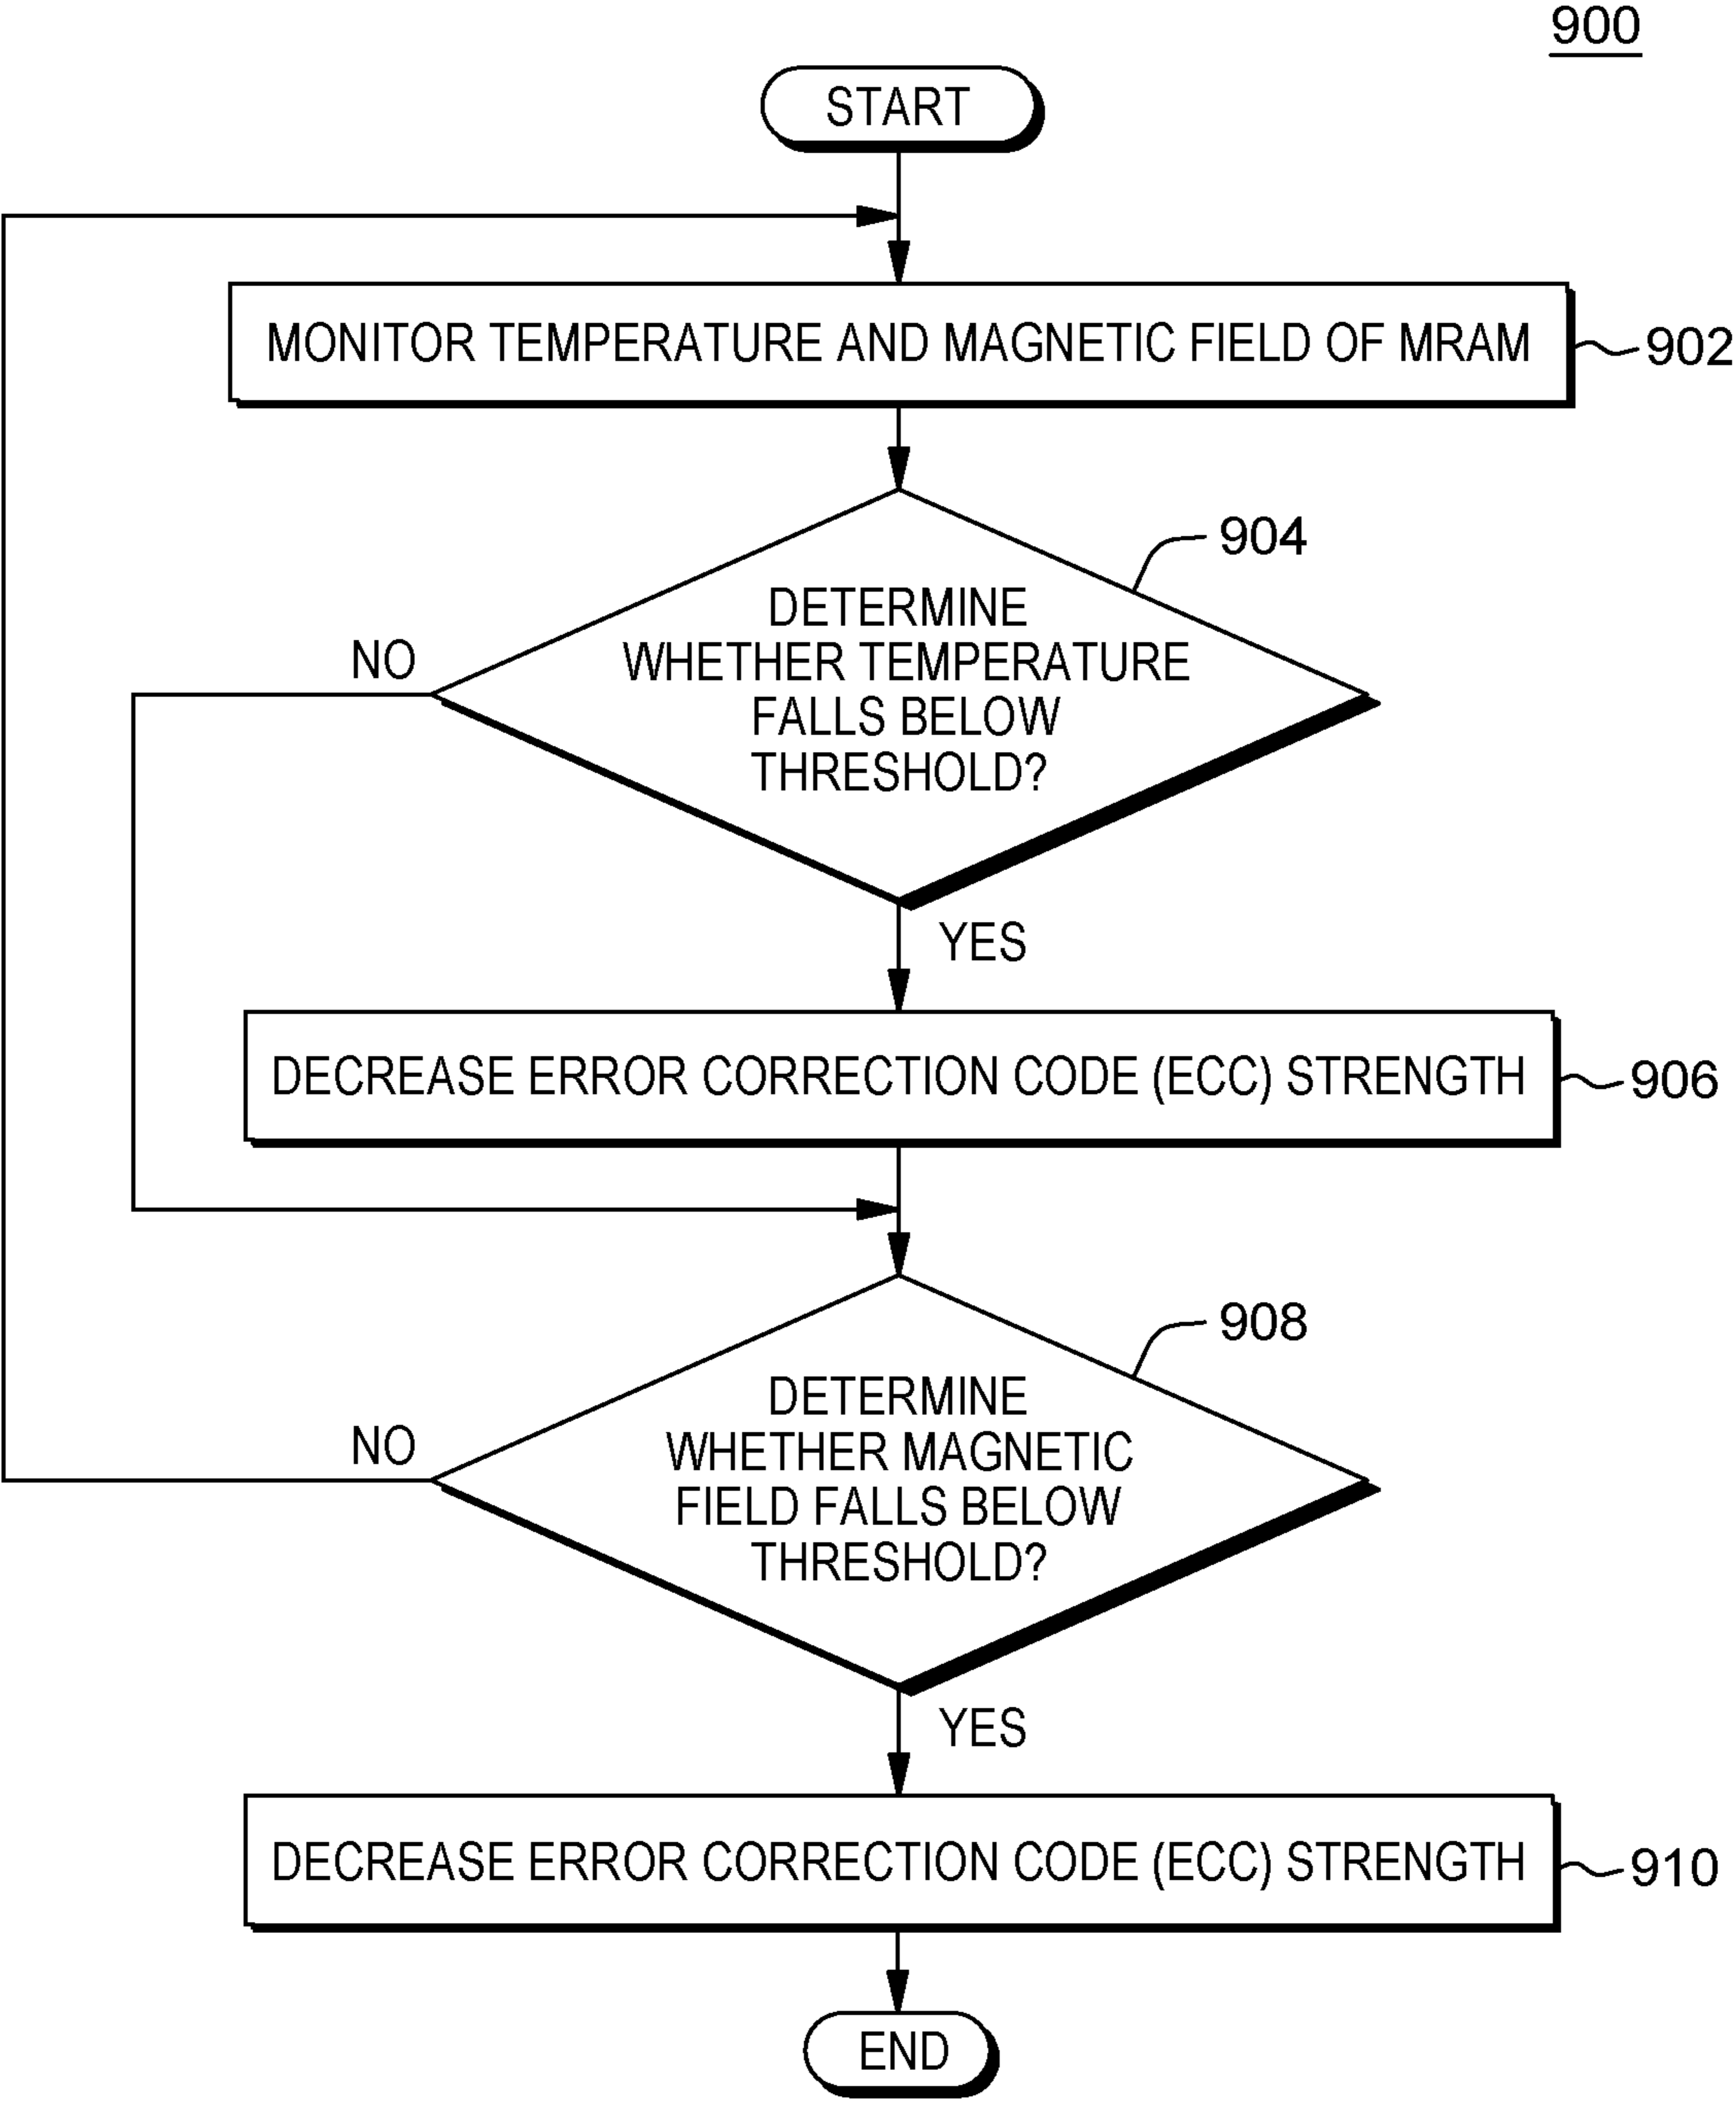 900
START
MONITOR TEMPERATURE AND MAGNETIC FIELD OF MRAM
902
904
DETERMINE
WHETHER TEMPERATURE
FALLS BELOW
THRESHOLD?
NO
YES
DECREASE ERROR CORRECTION CODE (ECC) STRENGTH
906
908
DETERMINE
WHETHER MAGNETIC
FIELD FALLS BELOW
THRESHOLD?
NO
YES
DECREASE ERROR CORRECTION CODE (ECC) STRENGTH
910
END